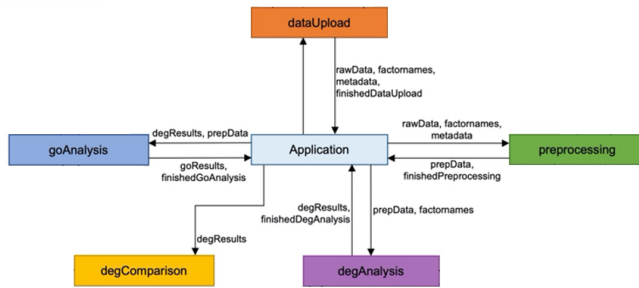 dataUpload
rawData, factornames,
metadata,
finishedDataUpload
degResults, prepData
rawData, factornames,
metadata
goAnalysis
Application
preprocessing
goResults,
finishedGoAnalysis
prepData,
finishedPreprocessing
degResults,
finishedDegAnalysis
prepData, factornames
degResults
degComparison
degAnalysis